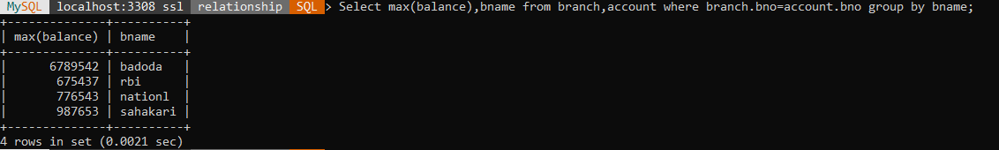 MySQL localhost:3308 ssl relationship SQL > Select max(balance),bname from branch,account where branch.bno=account.bno group by bname;
+--------------+----------+
| max(balance) | bname    |
+--------------+----------+
|      6789542 | badoda   |
|       675437 | rbi      |
|       776543 | nationl  |
|       987653 | sahakari |
+--------------+----------+
4 rows in set (0.0021 sec)